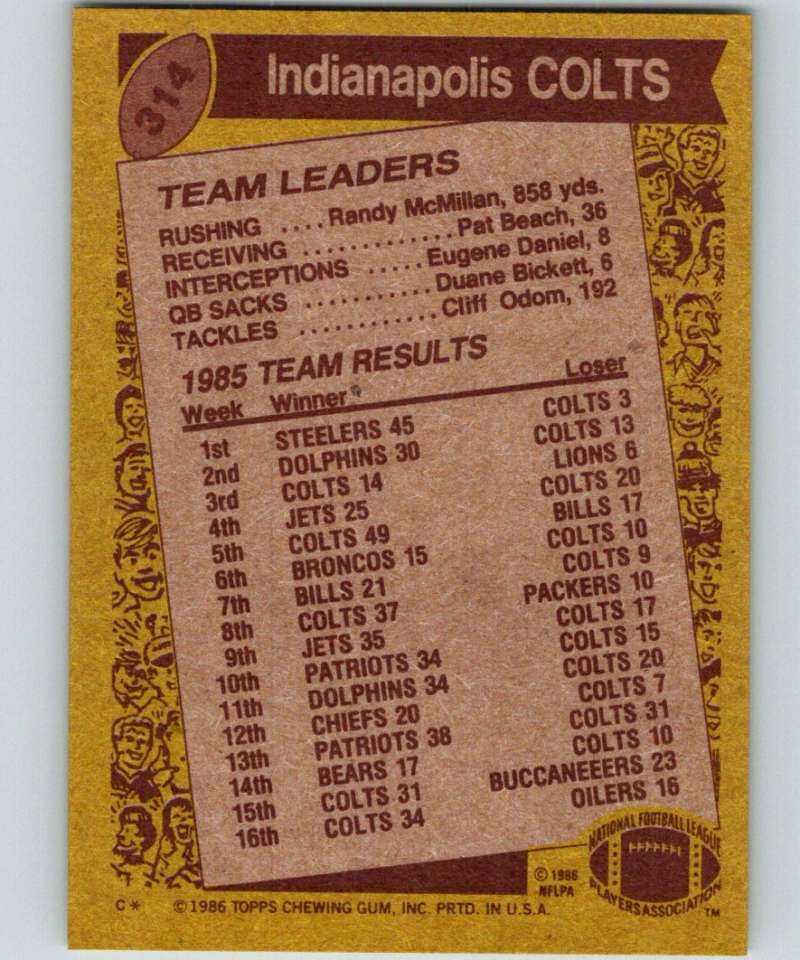 314
Indianapolis COLTS
TEAM LEADERS
RUSHING .... Randy McMillan, 858 yds.
RECEIVING ............. Pat Beach, 36
INTERCEPTIONS ..... Eugene Daniel, 8
QB SACKS ........... Duane Bickett, 6
TACKLES ............ Cliff Odom, 192
1985 TEAM RESULTS
Week Winner Loser
1st STEELERS 45 COLTS 3
2nd DOLPHINS 30 COLTS 13
3rd COLTS 14 LIONS 6
4th JETS 25 COLTS 20
5th COLTS 49 BILLS 17
6th BRONCOS 15 COLTS 10
7th BILLS 21 COLTS 9
8th COLTS 37 PACKERS 10
9th JETS 35 COLTS 17
10th PATRIOTS 34 COLTS 15
11th DOLPHINS 34 COLTS 20
12th CHIEFS 20 COLTS 7
13th PATRIOTS 38 COLTS 31
14th BEARS 17 COLTS 10
15th COLTS 31 BUCCANEEERS 23
16th COLTS 34 OILERS 16
© 1986
NFLPA
NATIONAL FOOTBALL LEAGUE
PLAYERS ASSOCIATION ™
C* © 1986 TOPPS CHEWING GUM, INC. PRTD. IN U.S.A.